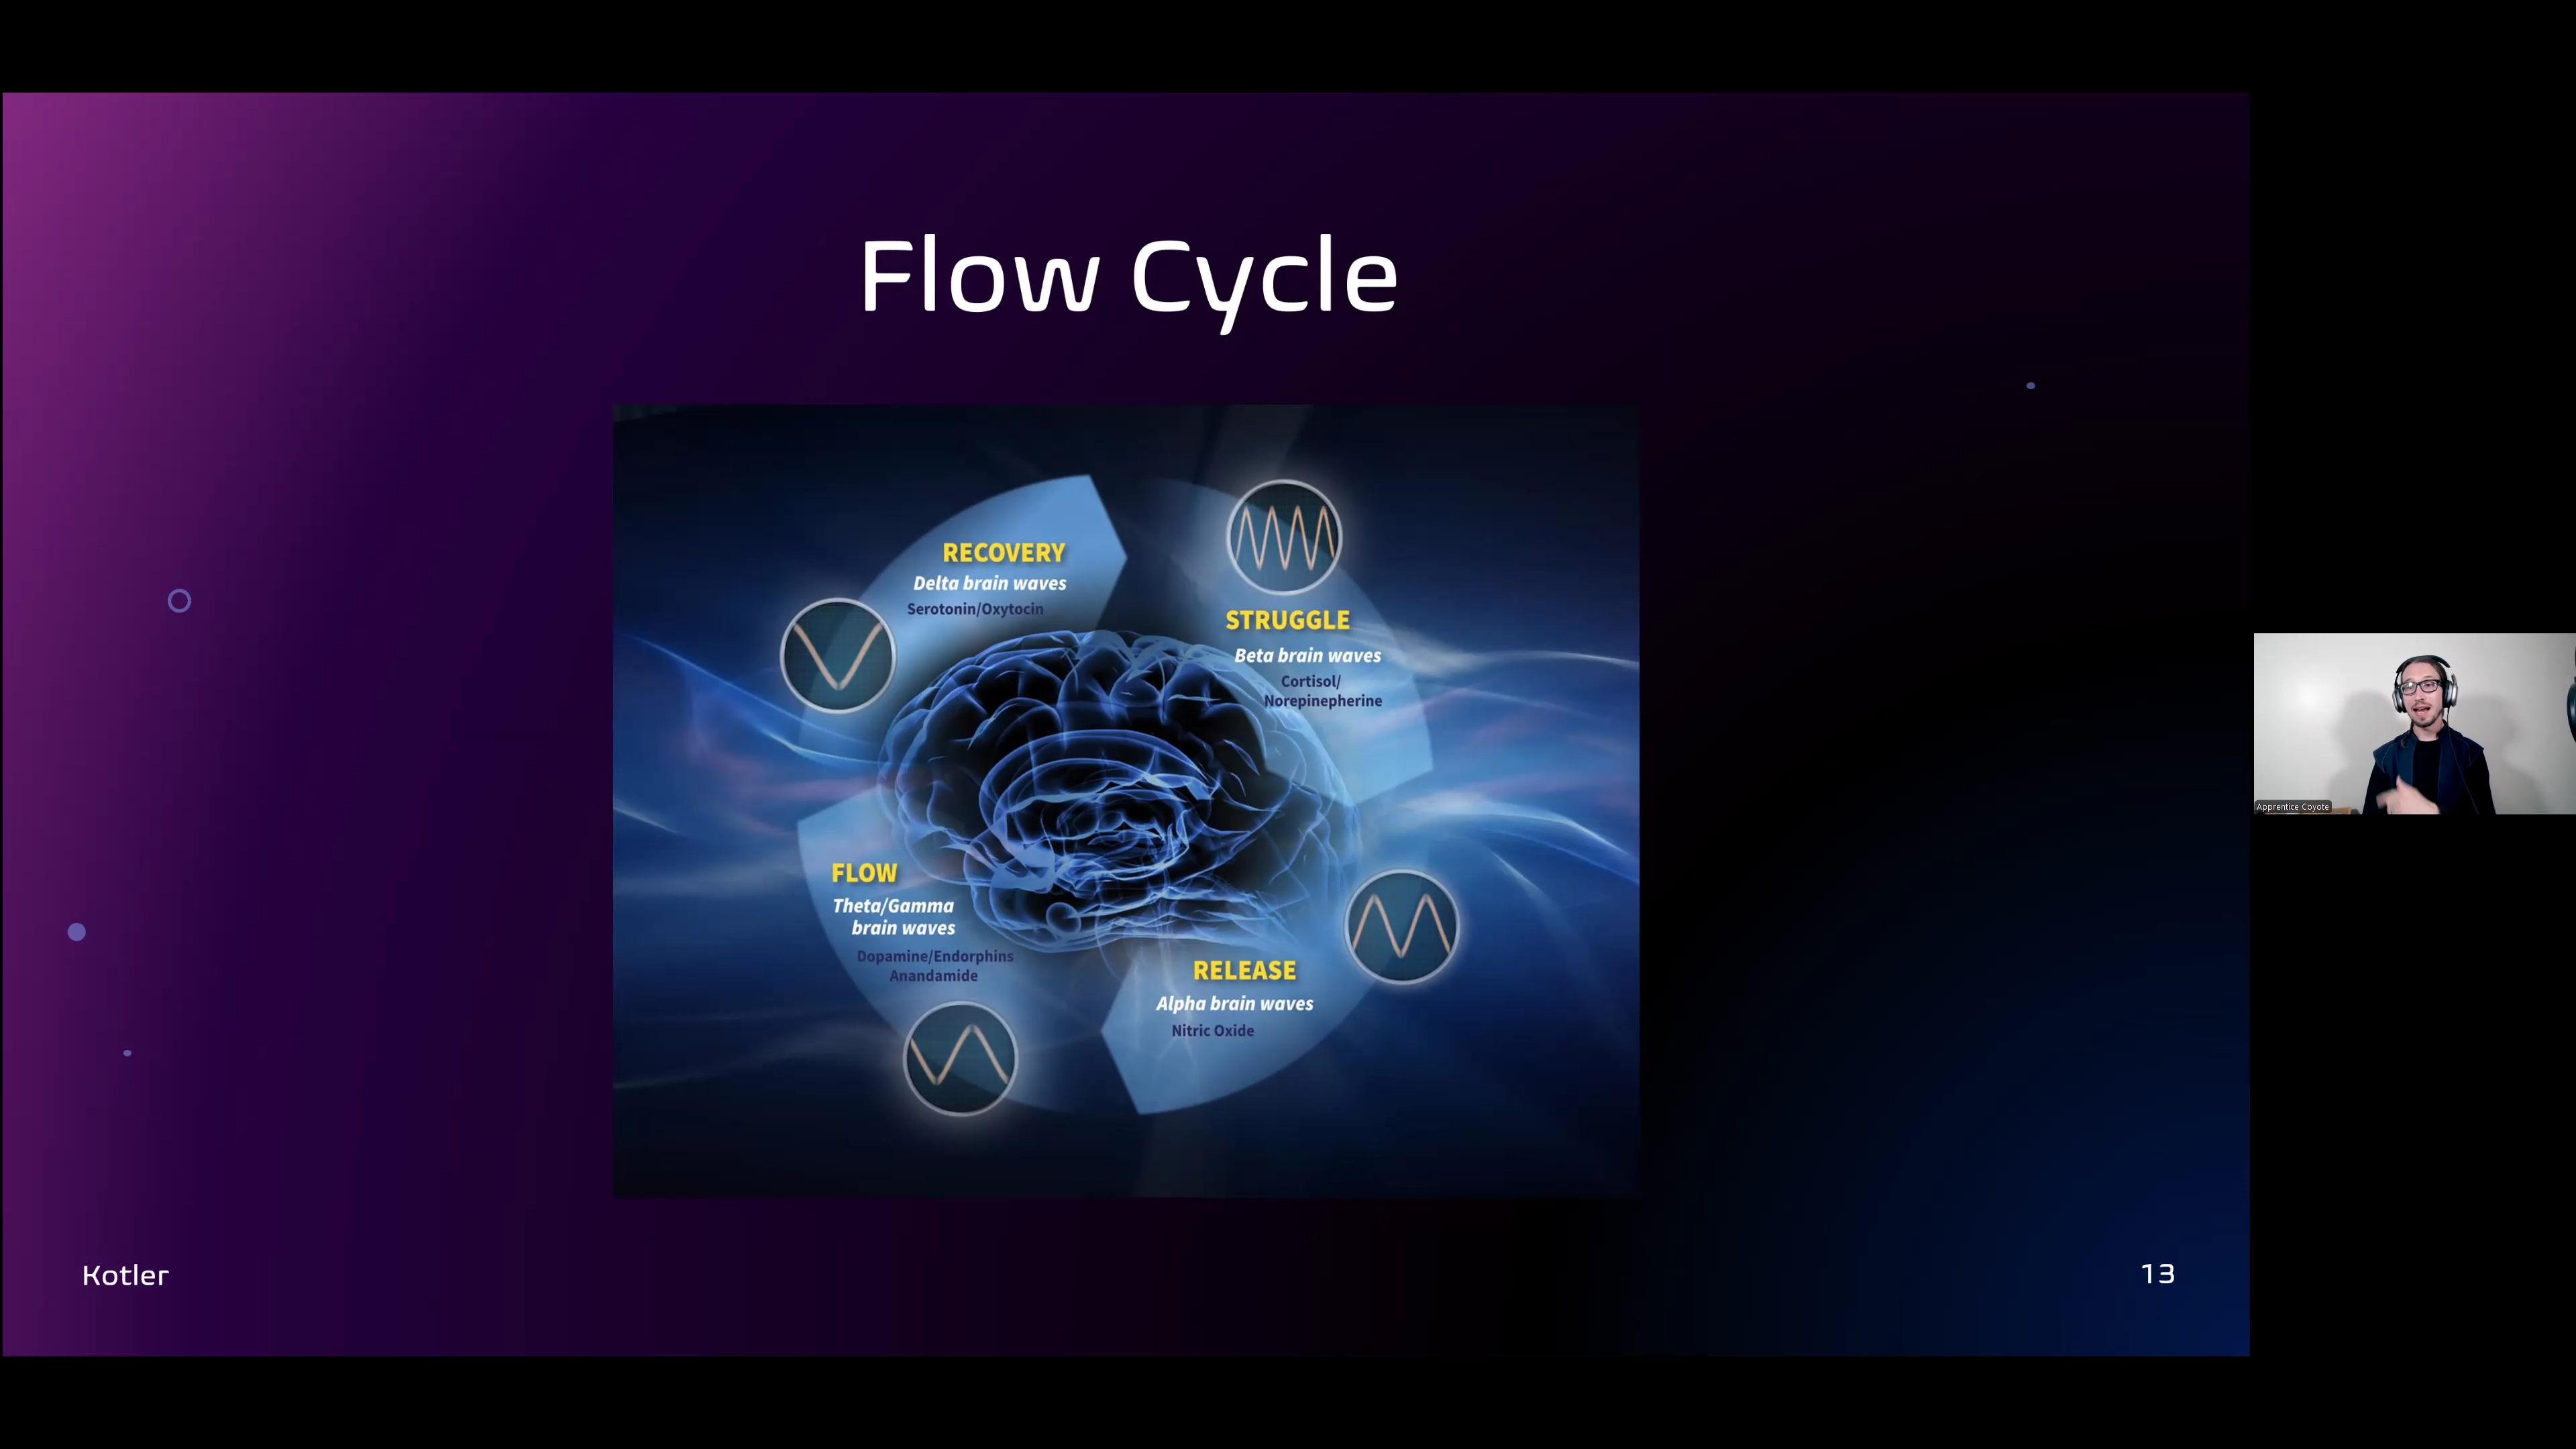 Flow Cycle
RECOVERY
Delta brain waves
Serotonin/Oxytocin
STRUGGLE
Beta brain waves
Cortisol/
Norepinepherine
FLOW
Theta/Gamma
brain waves
Dopamine/Endorphins
Anandamide
RELEASE
Alpha brain waves
Nitric Oxide
Apprentice Coyote
Kotler
13